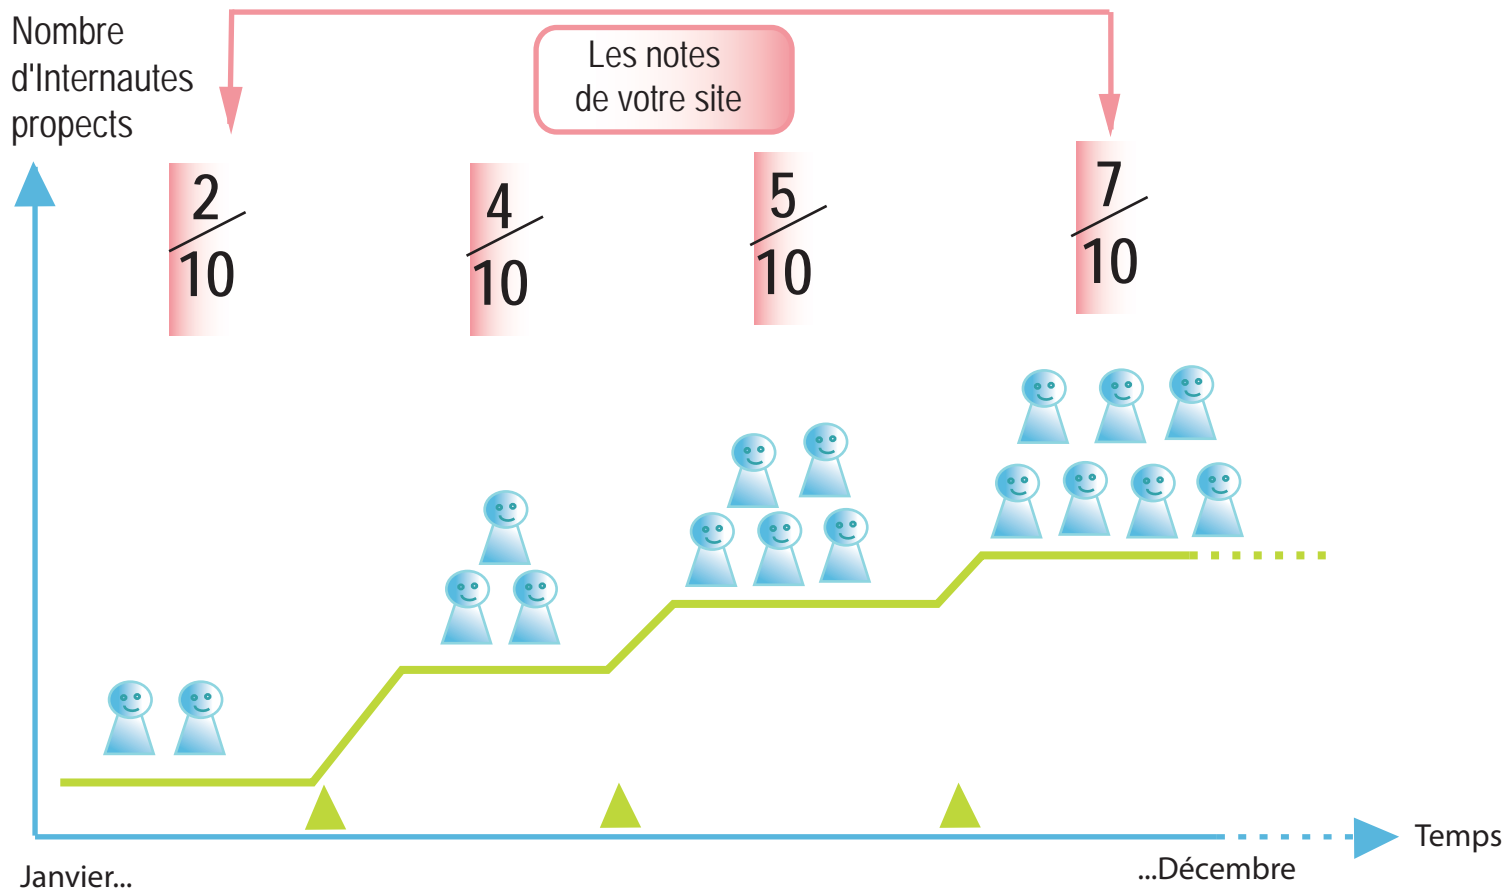 Nombre
d'Internautes
propects
Les notes
de votre site
2
10
4
10
5
10
7
10
Temps
Janvier...
...Décembre